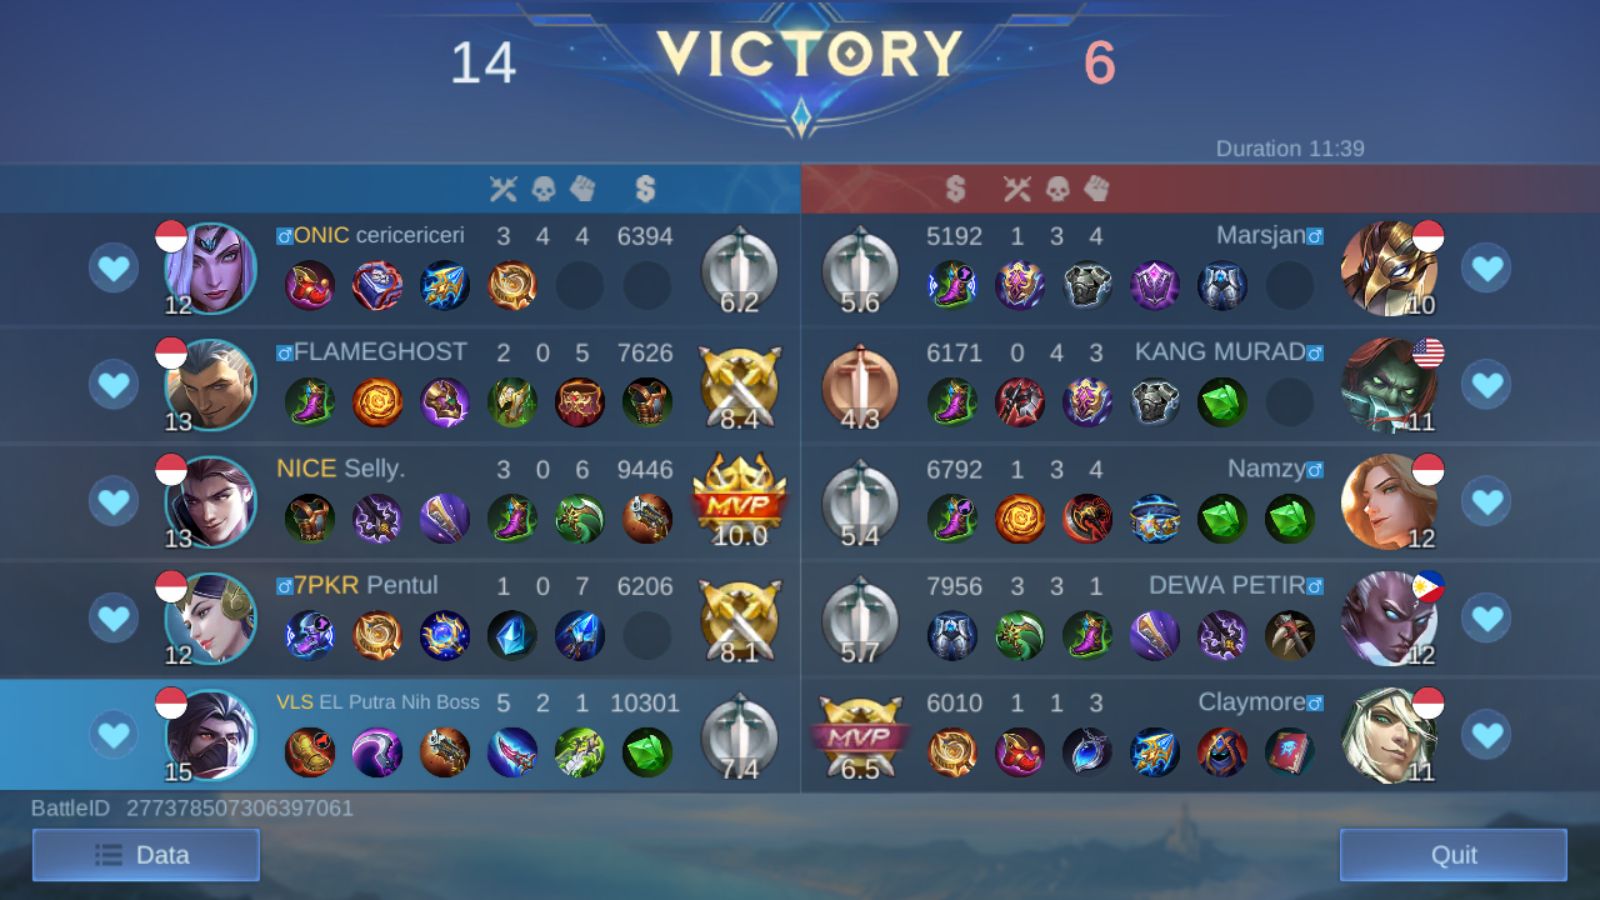 14 VICTORY 6
Duration 11:39
ONIC cericericeri 3 4 4 6394 6.2 12
5.6 5192 1 3 4 Marsjan 10
FLAMEGHOST 2 0 5 7626 8.4 13
4.3 6171 0 4 3 KANG MURAD 11
NICE Selly. 3 0 6 9446 MVP 10.0 13
5.4 6792 1 3 4 Namzy 12
7PKR Pentul 1 0 7 6206 8.1 12
5.7 7956 3 3 1 DEWA PETIR 12
VLS EL Putra Nih Boss 5 2 1 10301 7.4 15
MVP 6.5 6010 1 1 3 Claymore 11
BattleID 277378507306397061
Data
Quit